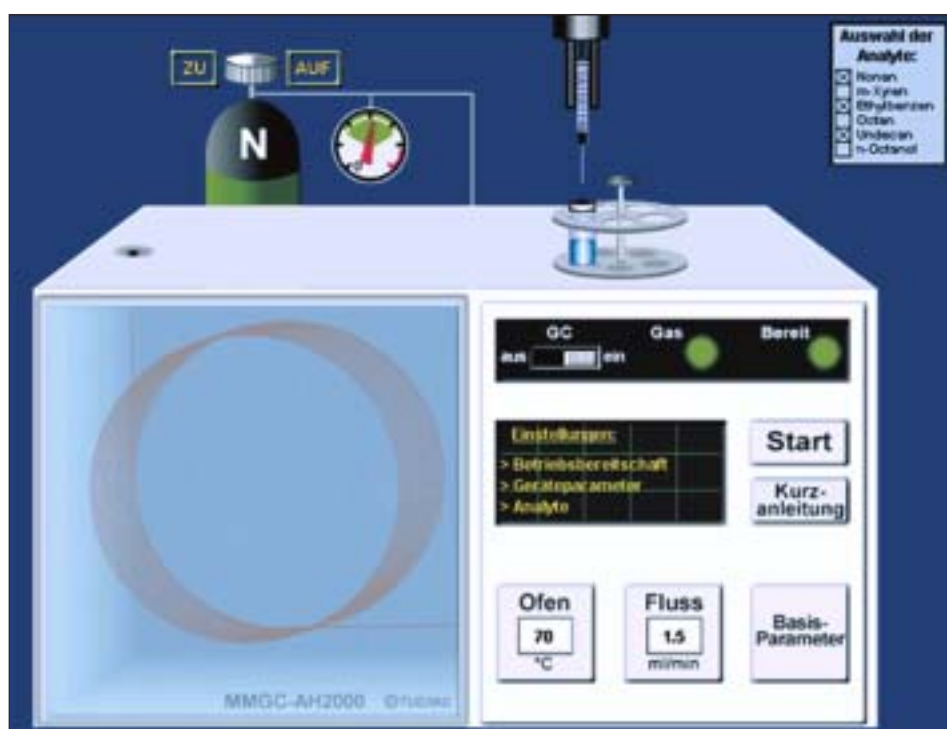 Auswahl der
Analyte:
Nonan
m-Xylen
Ethylbenzen
Octan
Undecan
n-Octanol
ZU
AUF
N
GC
Gas
Bereit
aus
ein
Einstellungen:
> Betriebsbereitschaft
> Geräteparameter
> Analyte
Start
Kurz-
anleitung
Ofen
70
°C
Fluss
1.5
ml/min
Basis-
Parameter
MMGC-AH2000